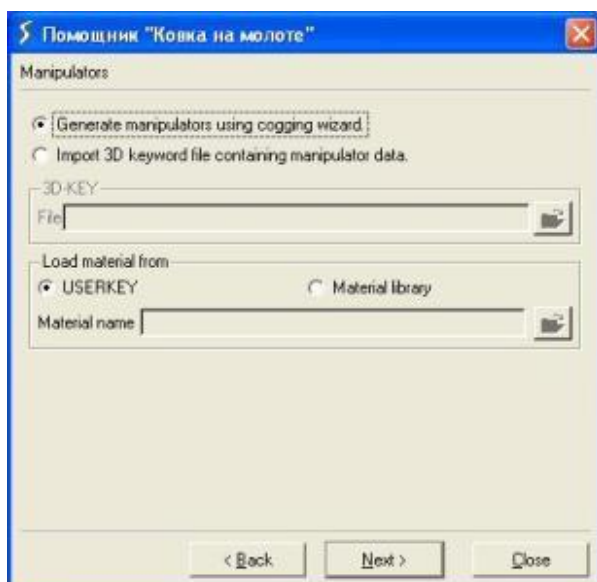 Помощник "Ковка на молоте"
Manipulators
Generate manipulators using cogging wizard.
Import 3D keyword file containing manipulator data.
3D-KEY
File
Load material from
USERKEY Material library
Material name
< Back Next > Close